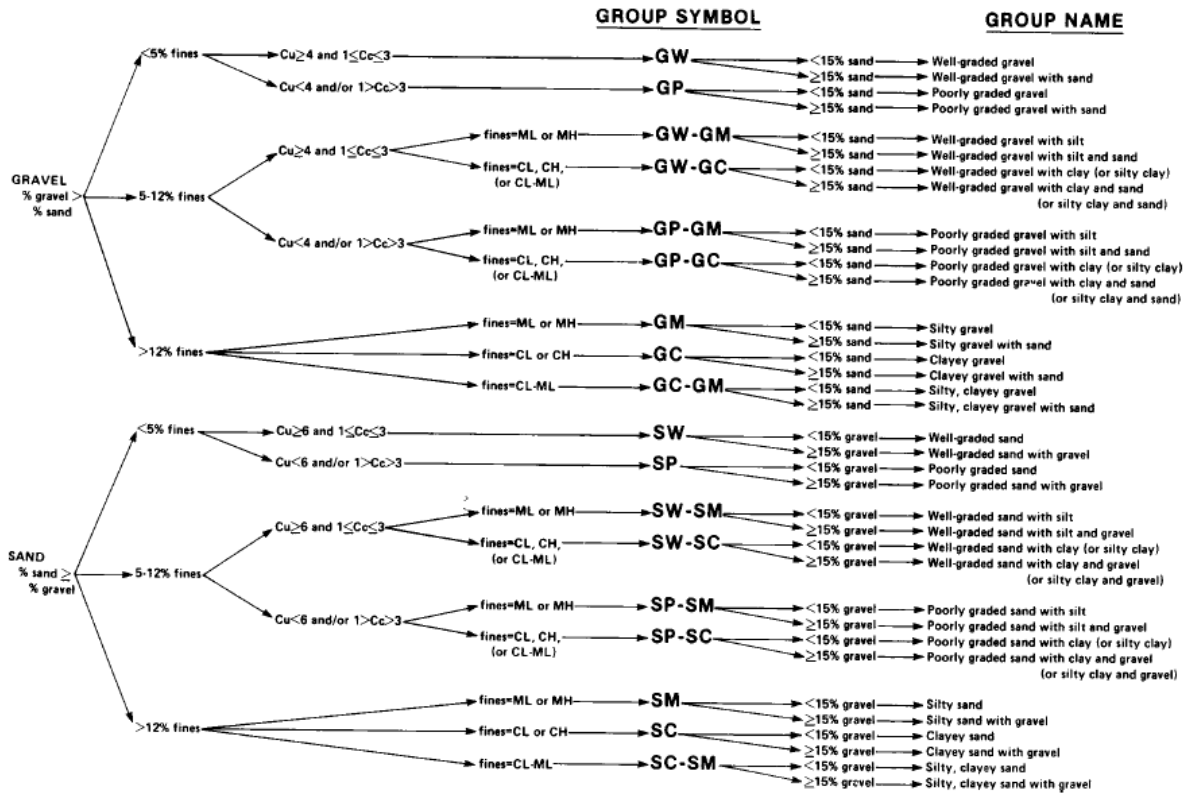 GROUP SYMBOL GROUP NAME
<5% fines Cu≥4 and 1≤Cc≤3 GW <15% sand Well-graded gravel
≥15% sand Well-graded gravel with sand
Cu<4 and/or 1>Cc>3 GP <15% sand Poorly graded gravel
≥15% sand Poorly graded gravel with sand
fines=ML or MH GW-GM <15% sand Well-graded gravel with silt
Cu≥4 and 1≤Cc≤3 ≥15% sand Well-graded gravel with silt and sand
fines=CL, CH, GW-GC <15% sand Well-graded gravel with clay (or silty clay)
(or CL-ML) ≥15% sand Well-graded gravel with clay and sand
(or silty clay and sand)
GRAVEL
% gravel >
% sand
5-12% fines
fines=ML or MH GP-GM <15% sand Poorly graded gravel with silt
Cu<4 and/or 1>Cc>3 ≥15% sand Poorly graded gravel with silt and sand
fines=CL, CH, GP-GC <15% sand Poorly graded gravel with clay (or silty clay)
(or CL-ML) ≥15% sand Poorly graded gravel with clay and sand
(or silty clay and sand)
fines=ML or MH GM <15% sand Silty gravel
≥15% sand Silty gravel with sand
>12% fines fines=CL or CH GC <15% sand Clayey gravel
≥15% sand Clayey gravel with sand
fines=CL-ML GC-GM <15% sand Silty, clayey gravel
≥15% sand Silty, clayey gravel with sand
<5% fines Cu≥6 and 1≤Cc≤3 SW <15% gravel Well-graded sand
≥15% gravel Well-graded sand with gravel
Cu<6 and/or 1>Cc>3 SP <15% gravel Poorly graded sand
≥15% gravel Poorly graded sand with gravel
fines=ML or MH SW-SM <15% gravel Well-graded sand with silt
Cu≥6 and 1≤Cc≤3 ≥15% gravel Well-graded sand with silt and gravel
fines=CL, CH, SW-SC <15% gravel Well-graded sand with clay (or silty clay)
(or CL-ML) ≥15% gravel Well-graded sand with clay and gravel
(or silty clay and gravel)
SAND
% sand ≥
% gravel
5-12% fines
fines=ML or MH SP-SM <15% gravel Poorly graded sand with silt
Cu<6 and/or 1>Cc>3 ≥15% gravel Poorly graded sand with silt and gravel
fines=CL, CH, SP-SC <15% gravel Poorly graded sand with clay (or silty clay)
(or CL-ML) ≥15% gravel Poorly graded sand with clay and gravel
(or silty clay and gravel)
fines=ML or MH SM <15% gravel Silty sand
≥15% gravel Silty sand with gravel
>12% fines fines=CL or CH SC <15% gravel Clayey sand
≥15% gravel Clayey sand with gravel
fines=CL-ML SC-SM <15% gravel Silty, clayey sand
≥15% gravel Silty, clayey sand with gravel